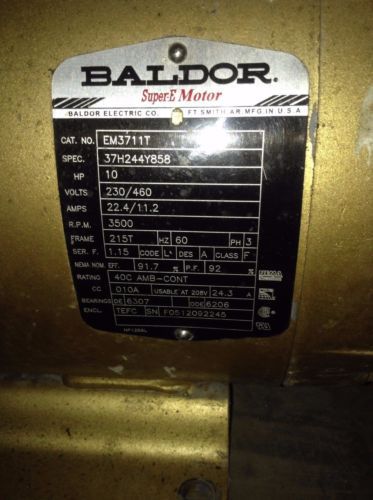 BALDOR.
Super-E Motor
BALDOR ELECTRIC CO. FT. SMITH, AR. MFG. IN U.S.A
CAT. NO. EM3711T
SPEC. 37H244Y858
HP 10
VOLTS 230/460
AMPS 22.4/11.2
R.P.M. 3500
FRAME 215T HZ 60 PH 3
SER. F. 1.15 CODE L DES A CLASS F
NEMA NOM. EFF. 91.7 % P.F. 92 %
RATING 40C AMB-CONT
CC 010A USABLE AT 208V 24.3 A
BEARINGS DE 6307 ODE 6206
ENCL. TEFC SN F0512092245